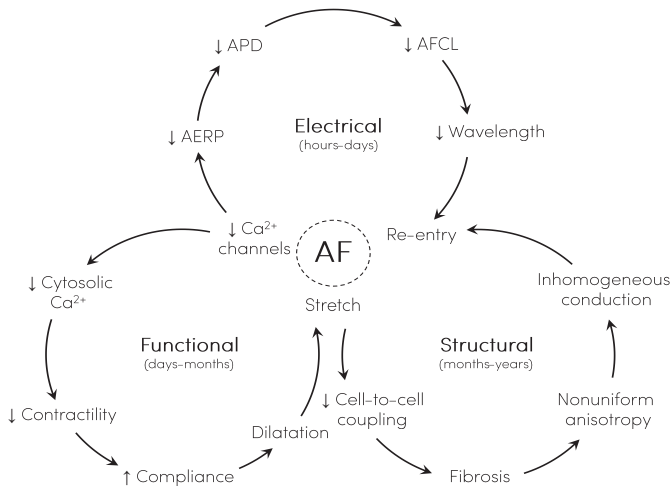 ↓ APD
↓ AFCL
↓ AERP
Electrical
(hours–days)
↓ Wavelength
↓ Ca²⁺
channels
AF
Re-entry
↓ Cytosolic
Ca²⁺
Stretch
Inhomogeneous
conduction
Functional
(days–months)
Structural
(months–years)
↓ Contractility
↓ Cell-to-cell
coupling
Nonuniform
anisotropy
Dilatation
↑ Compliance
Fibrosis